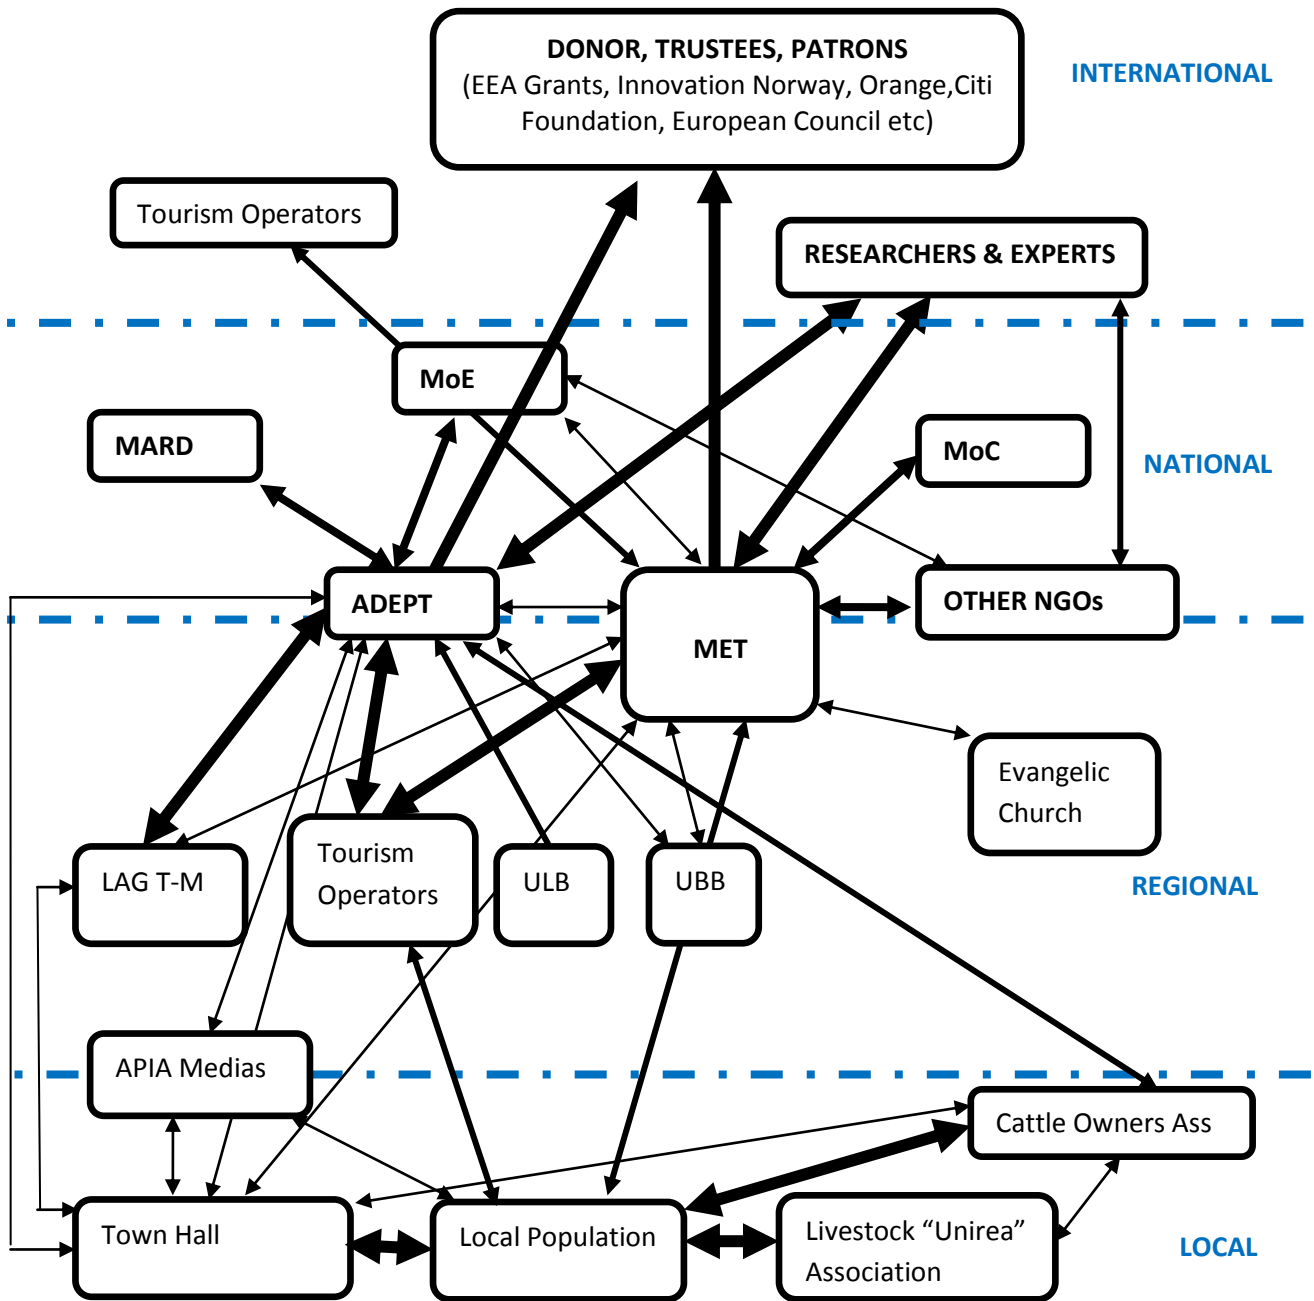 DONOR, TRUSTEES, PATRONS
(EEA Grants, Innovation Norway, Orange,Citi
Foundation, European Council etc)
INTERNATIONAL
Tourism Operators
RESEARCHERS & EXPERTS
MoE
MARD
MoC
NATIONAL
ADEPT
OTHER NGOs
MET
Evangelic
Church
LAG T-M
Tourism
Operators
ULB
UBB
REGIONAL
APIA Medias
Cattle Owners Ass
Town Hall
Local Population
Livestock “Unirea”
Association
LOCAL